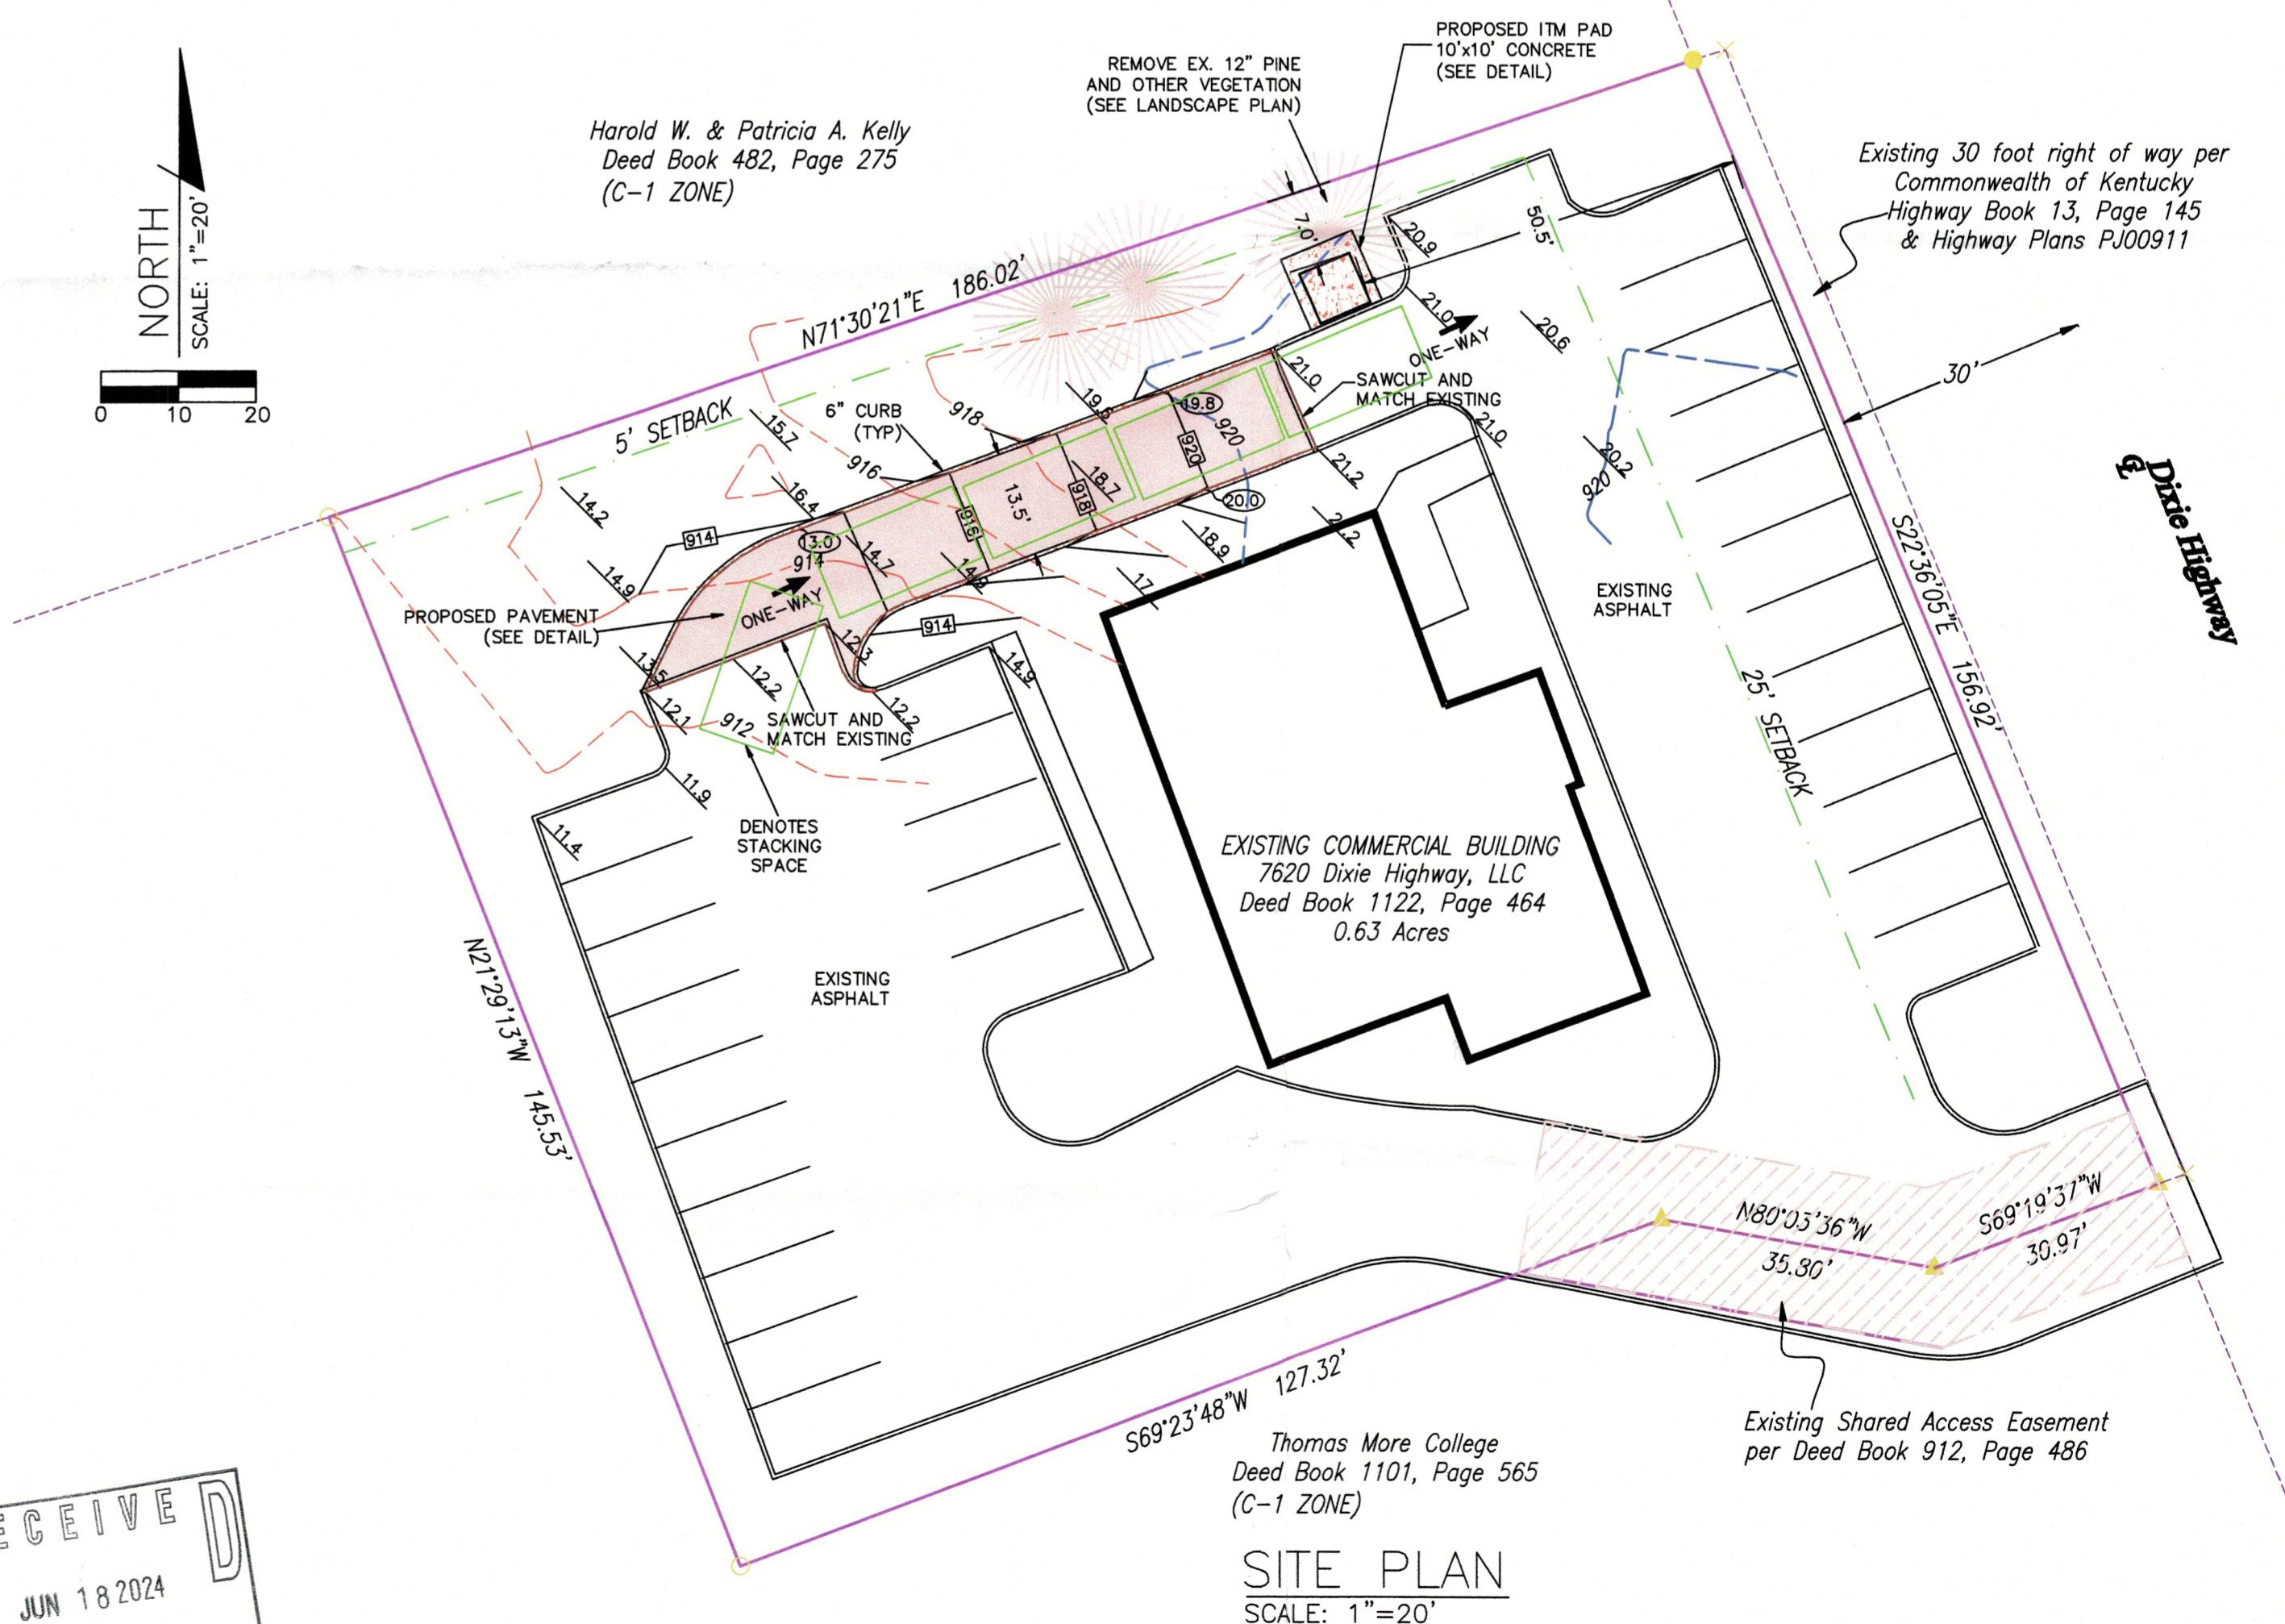 PROPOSED ITM PAD
10'x10' CONCRETE
(SEE DETAIL)
REMOVE EX. 12" PINE
AND OTHER VEGETATION
(SEE LANDSCAPE PLAN)
Harold W. & Patricia A. Kelly
Deed Book 482, Page 275
(C-1 ZONE)
Existing 30 foot right of way per
Commonwealth of Kentucky
Highway Book 13, Page 145
& Highway Plans PJ00911
NORTH
SCALE: 1"=20'
0 10 20
N71°30'21"E 186.02'
5' SETBACK
7.0'
50.5'
20.9
21.0
20.6
ONE-WAY
21.0
SAWCUT AND
MATCH EXISTING
30'
6" CURB
(TYP)
918
916
15.7
19.8
920
920
21.0
21.2
20.2
920
16.4
14.2
18.7
918
13.5'
916
20.0
914
13.0
914
14.7
18.9
14.9
PROPOSED PAVEMENT
(SEE DETAIL)
ONE-WAY
914
EXISTING
ASPHALT
13.5
12.3
12.2
14.9
12.1
912
12.2
SAWCUT AND
MATCH EXISTING
11.9
11.4
DENOTES
STACKING
SPACE
25' SETBACK
S22°36'05"E 156.92'
℄ Dixie Highway
EXISTING COMMERCIAL BUILDING
7620 Dixie Highway, LLC
Deed Book 1122, Page 464
0.63 Acres
EXISTING
ASPHALT
N21°29'13"W 145.53'
N80°03'36"W
35.80'
S69°19'37"W
30.97'
S69°23'48"W 127.32'
Thomas More College
Deed Book 1101, Page 565
(C-1 ZONE)
Existing Shared Access Easement
per Deed Book 912, Page 486
ECEIVE D
JUN 18 2024
SITE PLAN
SCALE: 1"=20'